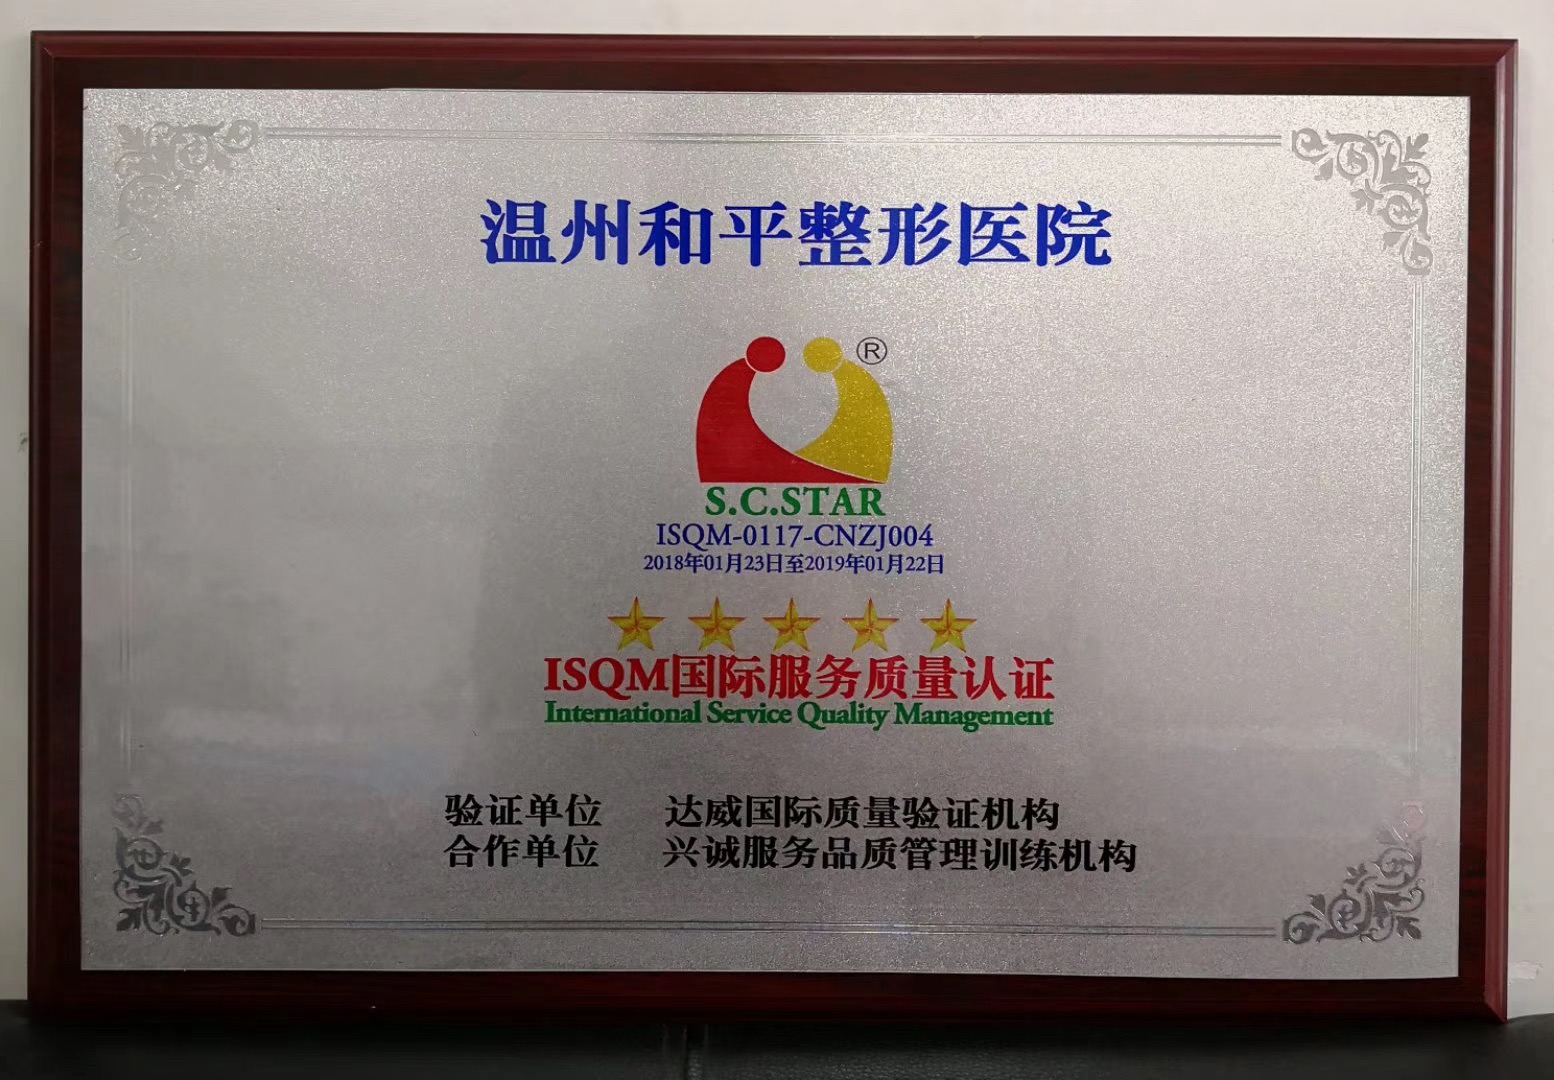 温州和平整形医院
®
S.C.STAR
ISQM-0117-CNZJ004
2018年01月23日至2019年01月22日
ISQM国际服务质量认证
International Service Quality Management
验证单位 达威国际质量验证机构
合作单位 兴诚服务品质管理训练机构